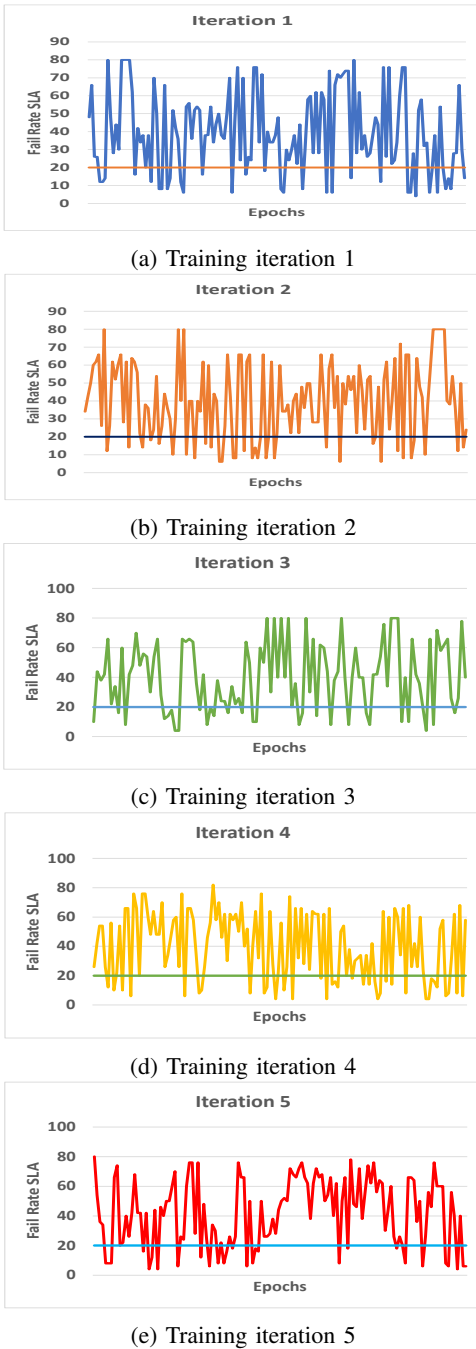 Iteration 1
90
80
70
60
50
40
30
20
10
0
Fail Rate SLA
Epochs
(a) Training iteration 1
Iteration 2
90
80
70
60
50
40
30
20
10
0
Fail Rate SLA
Epochs
(b) Training iteration 2
Iteration 3
100
80
60
40
20
0
Fail Rate SLA
Epochs
(c) Training iteration 3
Iteration 4
100
80
60
40
20
0
Fail Rate SLA
Epochs
(d) Training iteration 4
Iteration 5
100
80
60
40
20
0
Fail Rate SLA
Epochs
(e) Training iteration 5